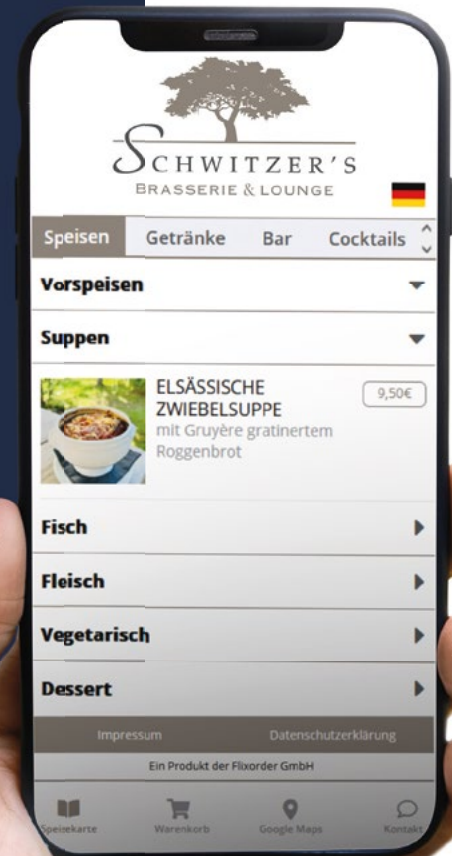 SCHWITZER'S
BRASSERIE & LOUNGE
Speisen Getränke Bar Cocktails
Vorspeisen
Suppen
ELSÄSSISCHE
ZWIEBELSUPPE
9,50€
mit Gruyère gratinertem
Roggenbrot
Fisch
Fleisch
Vegetarisch
Dessert
Impressum Datenschutzerklärung
Ein Produkt der Flixorder GmbH
Speisekarte Warenkorb Google Maps Kontakt